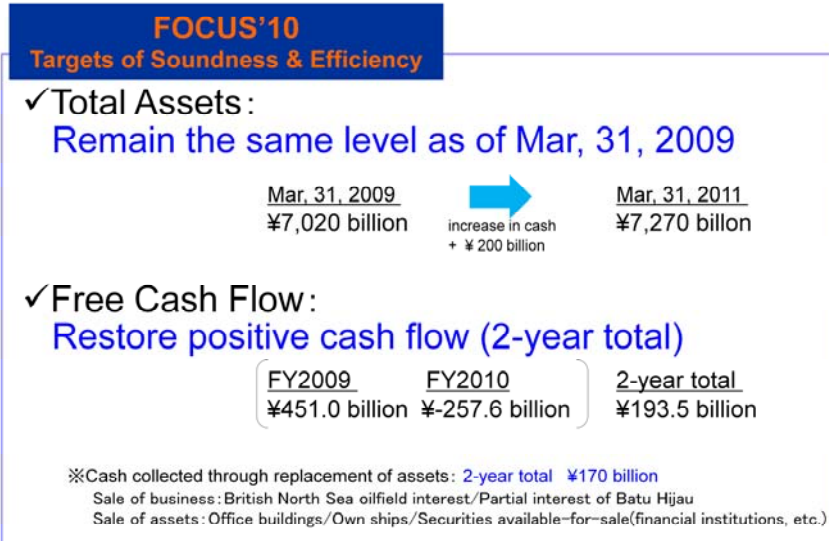 FOCUS'10
Targets of Soundness & Efficiency
✓Total Assets:
Remain the same level as of Mar, 31, 2009
Mar, 31, 2009 Mar, 31, 2011
¥7,020 billion increase in cash ¥7,270 billon
+ ¥ 200 billion
✓Free Cash Flow:
Restore positive cash flow (2-year total)
FY2009 FY2010 2-year total
¥451.0 billion ¥-257.6 billion ¥193.5 billion
※Cash collected through replacement of assets: 2-year total ¥170 billion
Sale of business:British North Sea oilfield interest/Partial interest of Batu Hijau
Sale of assets:Office buildings/Own ships/Securities available-for-sale(financial institutions, etc.)